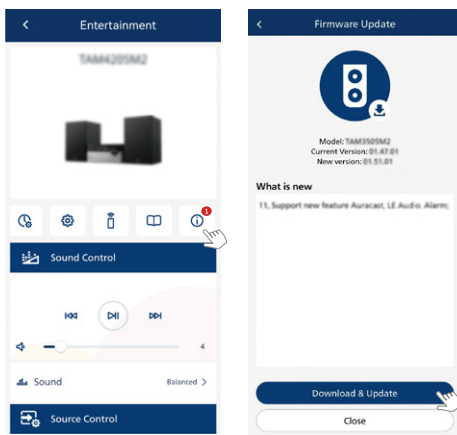 Entertainment
TAM4205M2
1
Sound Control
4
Sound
Balanced
Source Control
Firmware Update
Model: TAM3505M2
Current Version: 01.47.01
New version: 01.51.01
What is new
11, Support new feature Auracast, LE Audio, Alarm;
Download & Update
Close